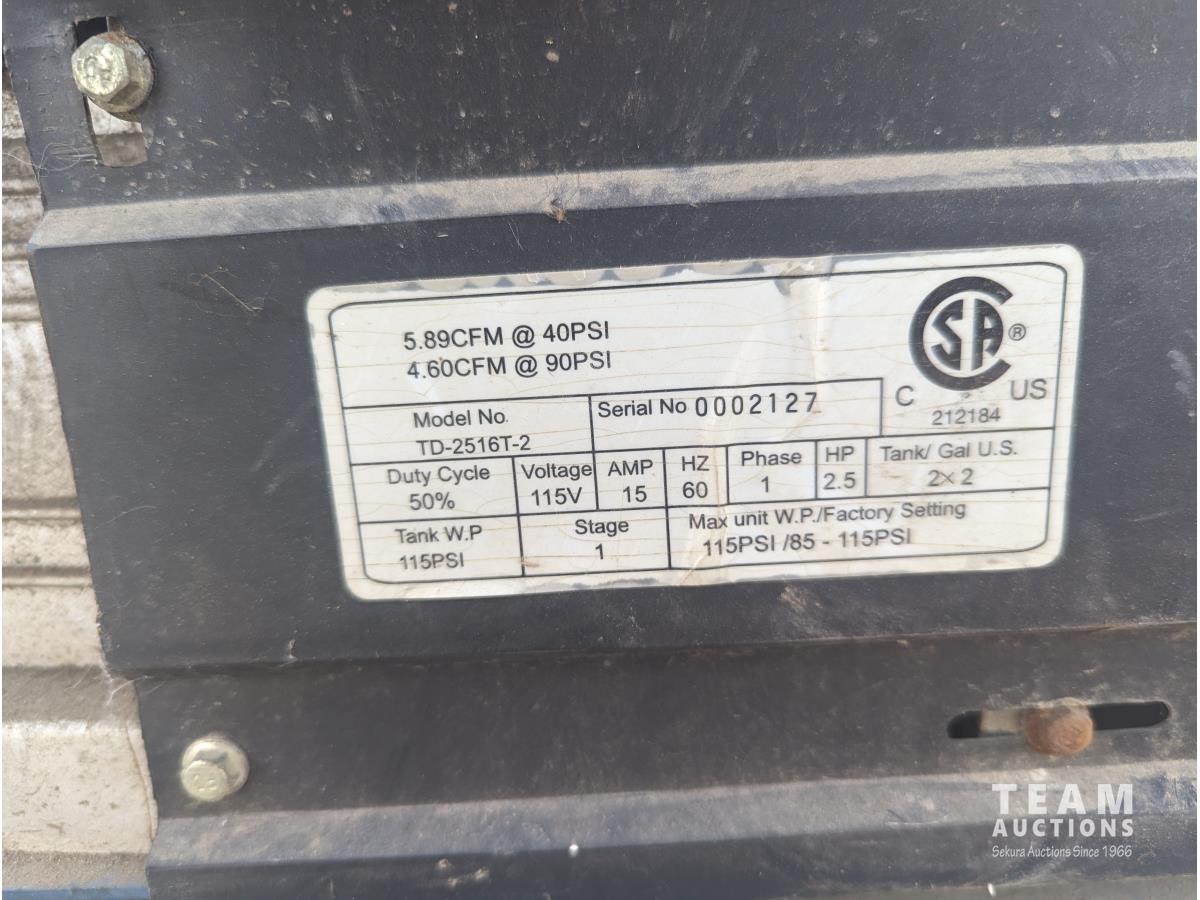 5.89CFM @ 40PSI
4.60CFM @ 90PSI
CSA ®
C US
212184
Model No.
TD-2516T-2
Serial No 0002127
Duty Cycle
50%
Voltage
115V
AMP
15
HZ
60
Phase
1
HP
2.5
Tank/ Gal U.S.
2×2
Tank W.P
115PSI
Stage
1
Max unit W.P./Factory Setting
115PSI /85 - 115PSI
TEAM
AUCTIONS
Sekura Auctions Since 1966